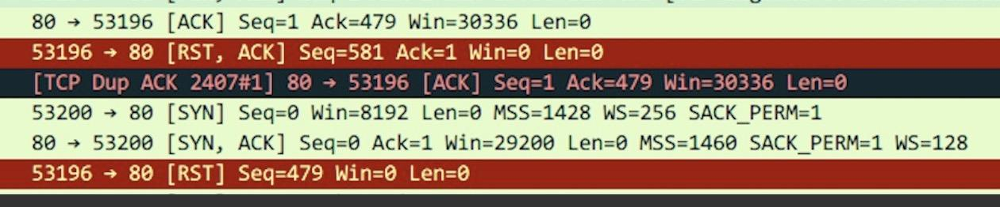 80 → 53196 [ACK] Seq=1 Ack=479 Win=30336 Len=0
53196 → 80 [RST, ACK] Seq=581 Ack=1 Win=0 Len=0
[TCP Dup ACK 2407#1] 80 → 53196 [ACK] Seq=1 Ack=479 Win=30336 Len=0
53200 → 80 [SYN] Seq=0 Win=8192 Len=0 MSS=1428 WS=256 SACK_PERM=1
80 → 53200 [SYN, ACK] Seq=0 Ack=1 Win=29200 Len=0 MSS=1460 SACK_PERM=1 WS=128
53196 → 80 [RST] Seq=479 Win=0 Len=0